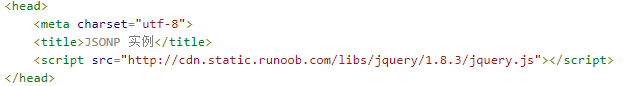 <head>
    <meta charset="utf-8">
    <title>JSONP 实例</title>
    <script src="http://cdn.static.runoob.com/libs/jquery/1.8.3/jquery.js"></script>
</head>